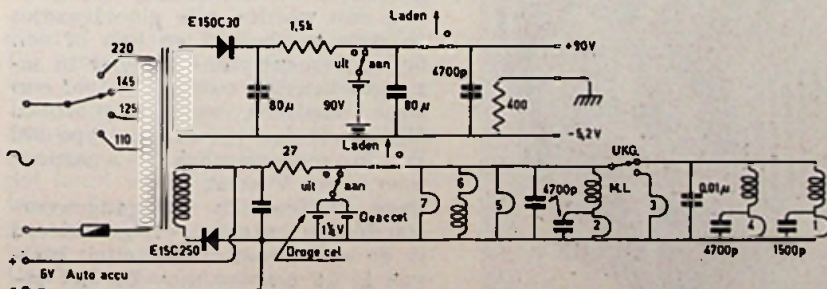 E150C30
1,5k
Laden
+90V
220
145
125
110
uit
aan
80µ
90V
80µ
4700p
400
-5,2V
Laden
27
uit
aan
UKG.
M.L
7
6
5
4700p
2
3
0,01µ
4
1
1½V
Deac cel
Droge cel
E15C250
4700p
1500p
6V Auto accu
+
-